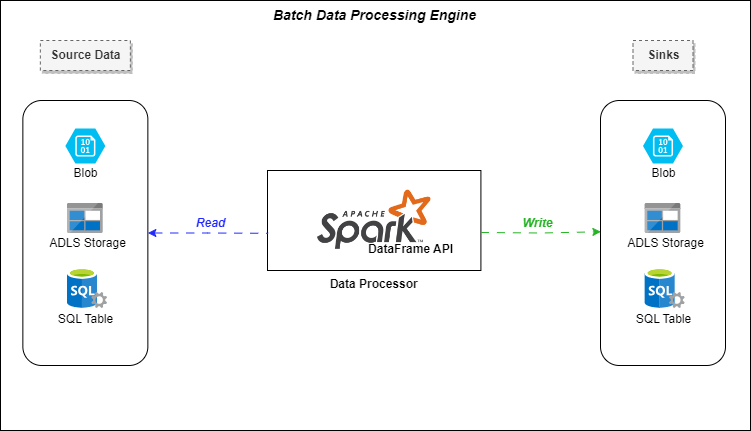 Batch Data Processing Engine
Source Data
Sinks
10
01
Blob
ADLS Storage
SQL
SQL Table
Read
APACHE
Spark
TM
DataFrame API
Data Processor
Write
10
01
Blob
ADLS Storage
SQL
SQL Table